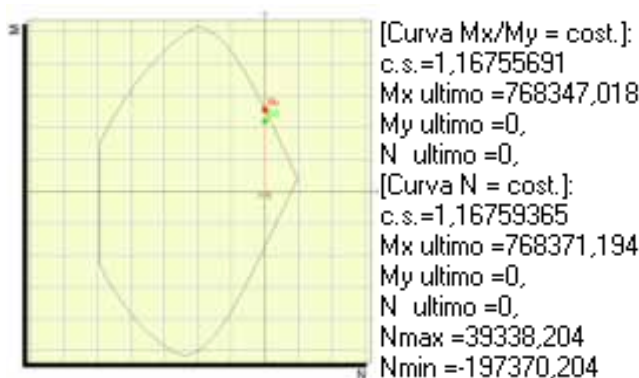 M
N
[Curva Mx/My = cost.]:
c.s.=1,16755691
Mx ultimo =768347,018
My ultimo =0,
N ultimo =0,
[Curva N = cost.]:
c.s.=1,16759365
Mx ultimo =768371,194
My ultimo =0,
N ultimo =0,
Nmax =39338,204
Nmin =-197370,204